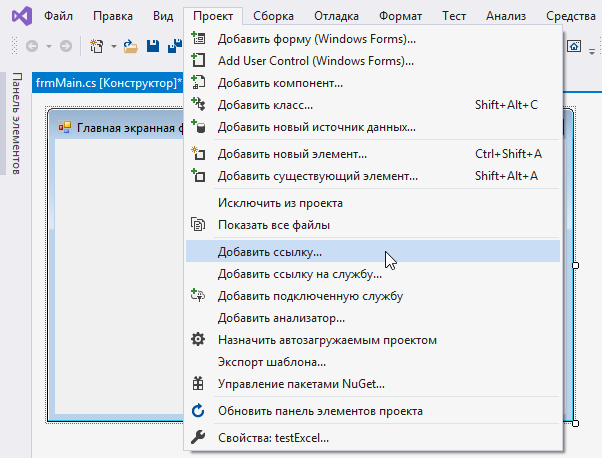 Файл Правка Вид Проект Сборка Отладка Формат Тест Анализ Средства
frmMain.cs [Конструктор]*
Панель элементов
Главная экранная ф
Добавить форму (Windows Forms)...
Add User Control (Windows Forms)...
Добавить компонент...
Добавить класс... Shift+Alt+C
Добавить новый источник данных...
Добавить новый элемент... Ctrl+Shift+A
Добавить существующий элемент... Shift+Alt+A
Исключить из проекта
Показать все файлы
Добавить ссылку...
Добавить ссылку на службу...
Добавить подключенную службу
Добавить анализатор...
Назначить автозагружаемым проектом
Экспорт шаблона...
Управление пакетами NuGet...
Обновить панель элементов проекта
Свойства: testExcel...